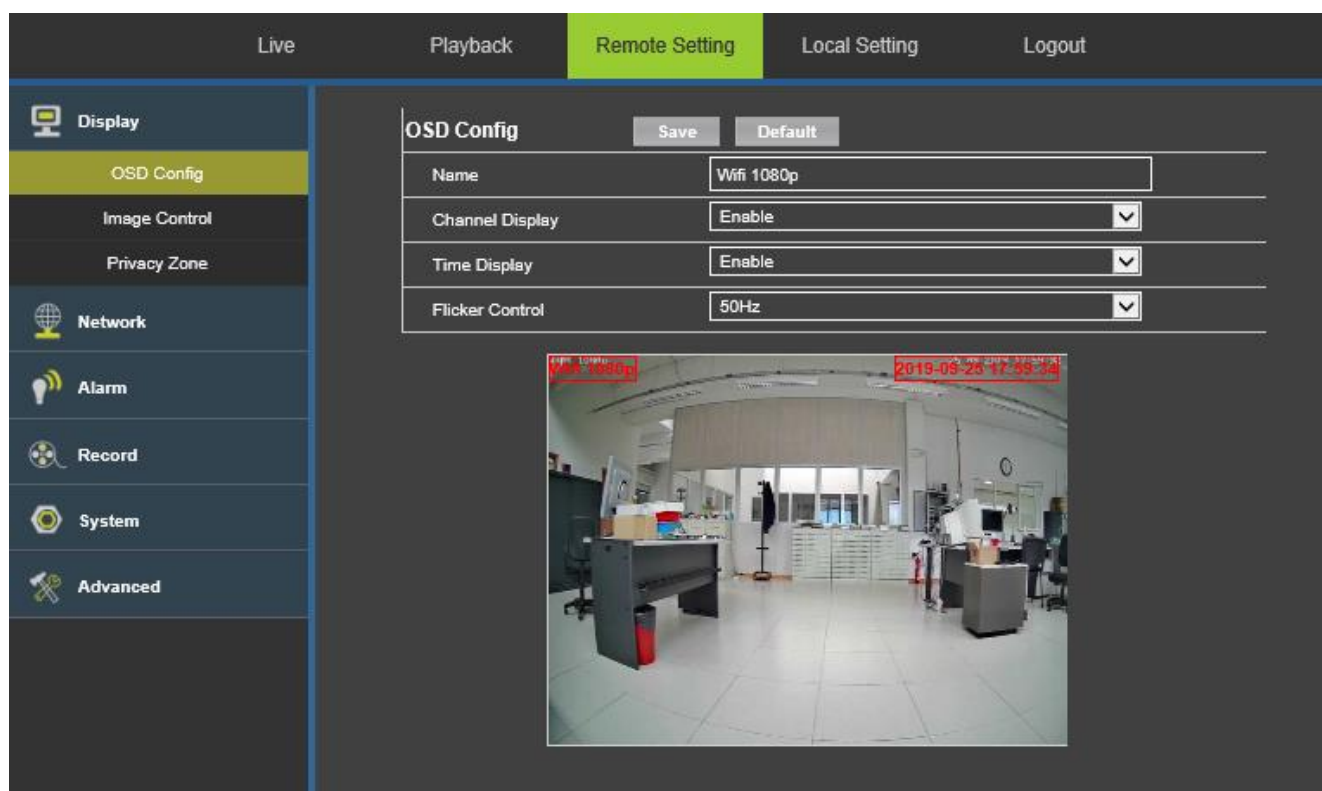 Live Playback Remote Setting Local Setting Logout
Display
OSD Config
Image Control
Privacy Zone
Network
Alarm
Record
System
Advanced
OSD Config Save Default
Name Wifi 1080p
Channel Display Enable
Time Display Enable
Flicker Control 50Hz
Wifi 1080p 2019-09-25 17:59:34